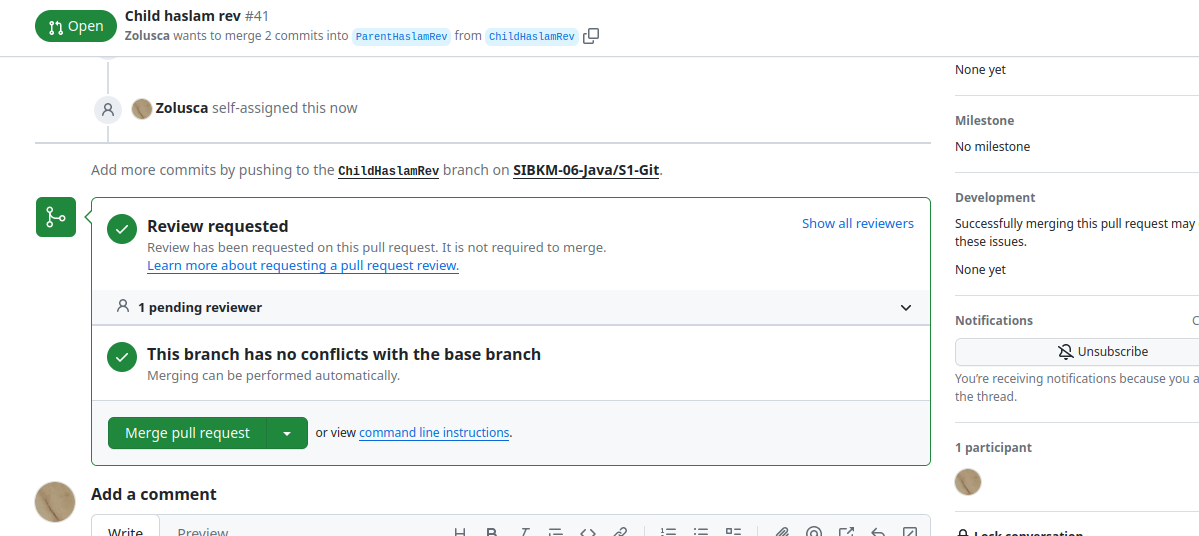 Open
Child haslam rev #41
Zolusca wants to merge 2 commits into ParentHaslamRev from ChildHaslamRev
None yet
Zolusca self-assigned this now
Milestone
No milestone
Add more commits by pushing to the ChildHaslamRev branch on SIBKM-06-Java/S1-Git.
Development
Successfully merging this pull request may
these issues.
None yet
Review requested
Show all reviewers
Review has been requested on this pull request. It is not required to merge.
Learn more about requesting a pull request review.
1 pending reviewer
Notifications
Unsubscribe
You're receiving notifications because you a
the thread.
This branch has no conflicts with the base branch
Merging can be performed automatically.
Merge pull request
or view command line instructions.
1 participant
Add a comment
Write
Preview
Lock conversation